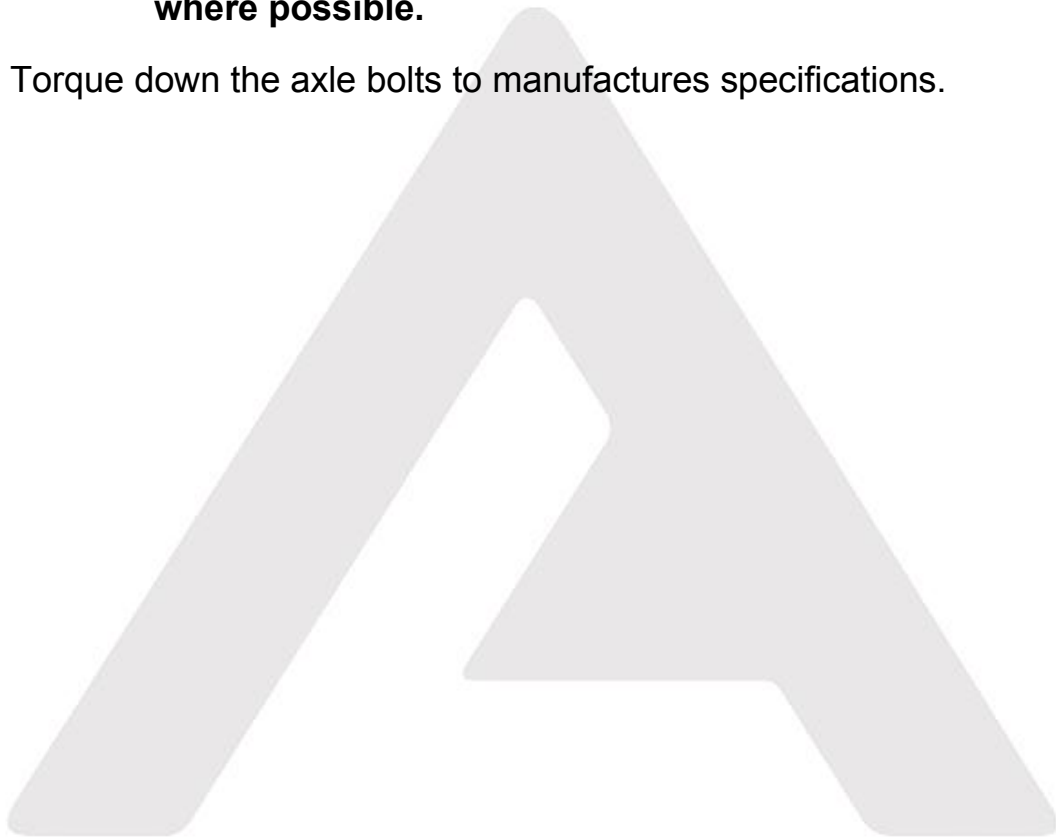 where possible.
Torque down the axle bolts to manufactures specifications.